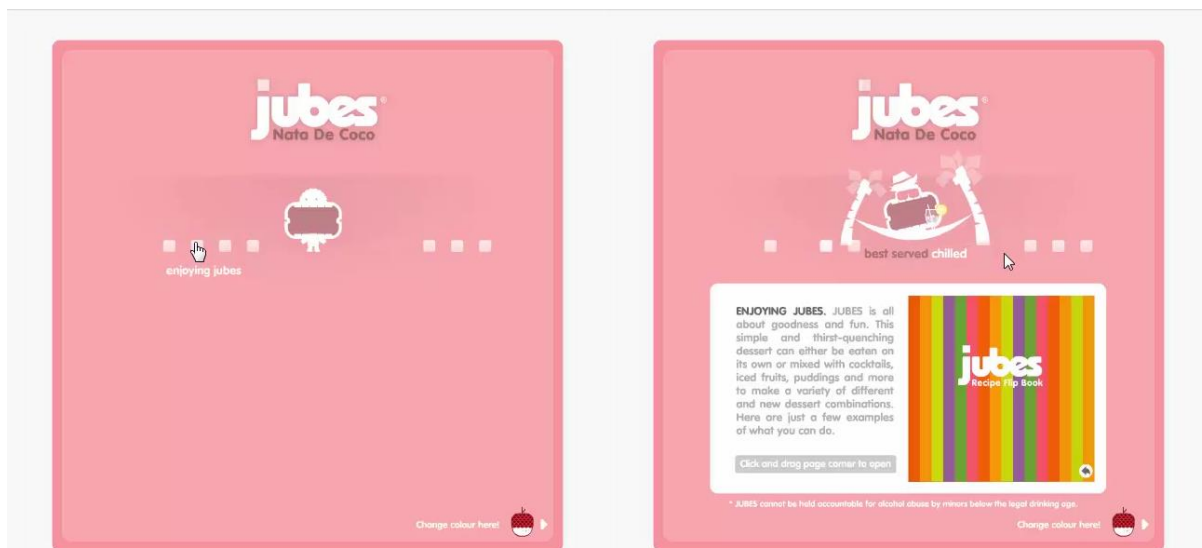 jubes®
Nata De Coco
enjoying jubes
Change colour here!
jubes®
Nata De Coco
best served chilled
ENJOYING JUBES. JUBES is all
about goodness and fun. This
simple and thirst-quenching
dessert can either be eaten on
its own or mixed with cocktails,
iced fruits, puddings and more
to make a variety of different
and new dessert combinations.
Here are just a few examples
of what you can do.
Click and drag page corner to open
jubes
Recipe Flip Book
* JUBES cannot be held accountable for alcohol abuse by minors below the legal drinking age.
Change colour here!